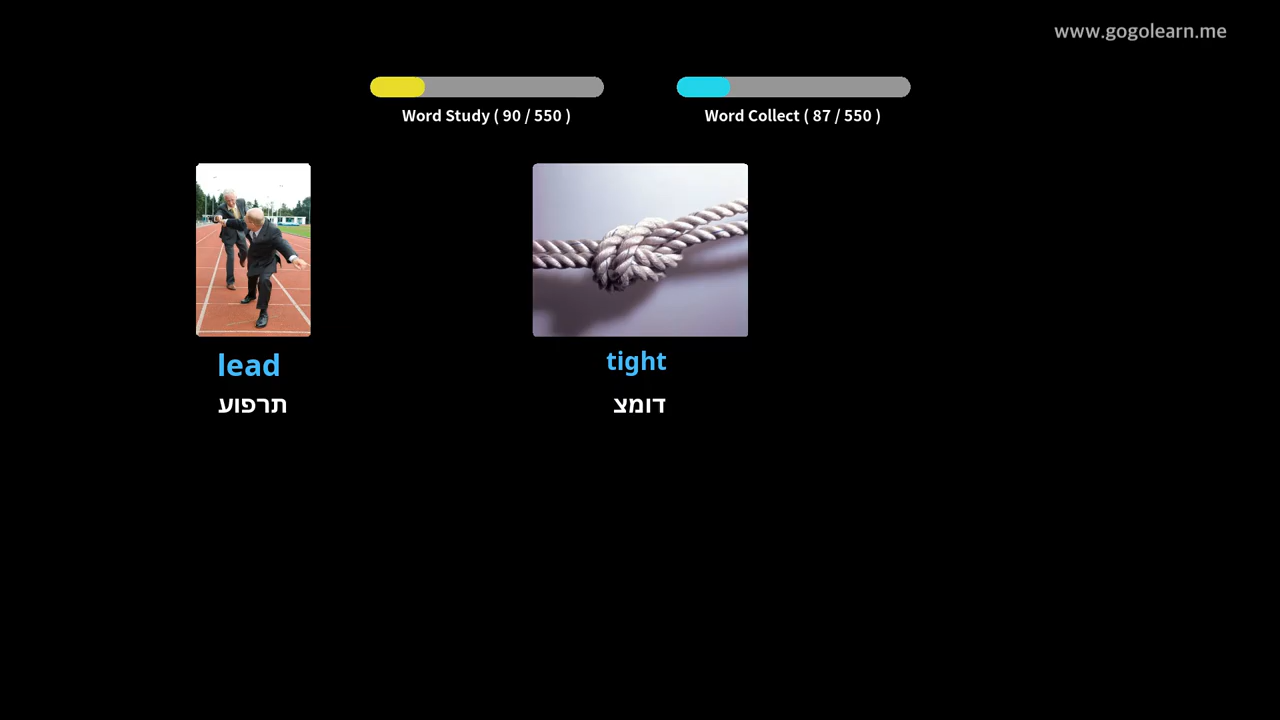 www.gogolearn.me
Word Study ( 90 / 550 )
Word Collect ( 87 / 550 )
lead
תרפוע
tight
דומצ